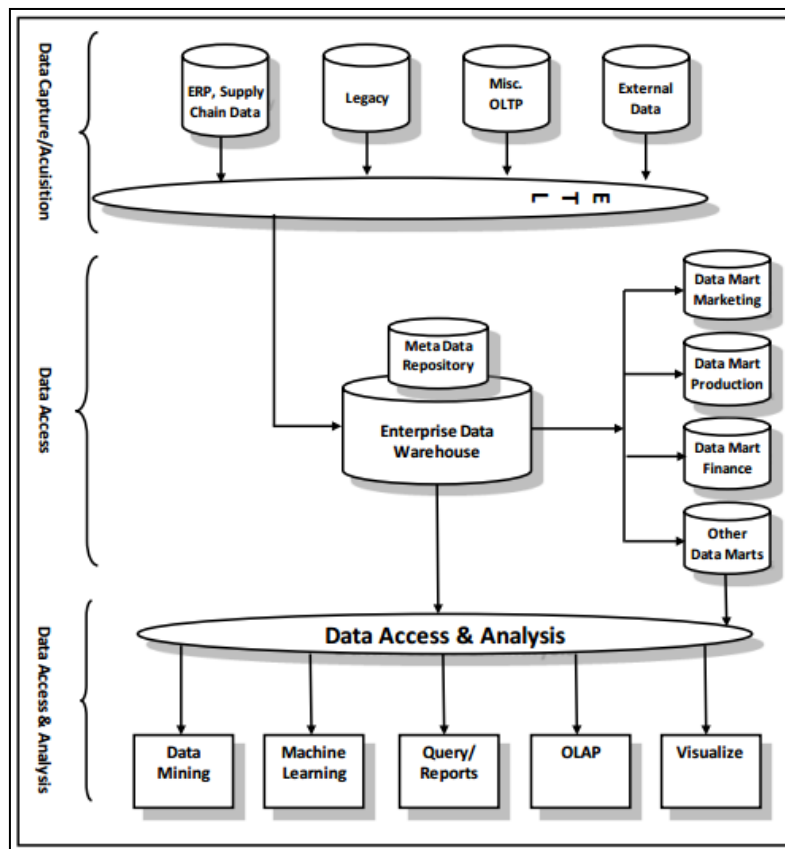 Data Capture/Acuisition
ERP, Supply
Chain Data
Legacy
Misc.
OLTP
External
Data
E
T
L
Data Access
Meta Data
Repository
Enterprise Data
Warehouse
Data Mart
Marketing
Data Mart
Production
Data Mart
Finance
Other
Data Marts
Data Access & Analysis
Data Access & Analysis
Data
Mining
Machine
Learning
Query/
Reports
OLAP
Visualize